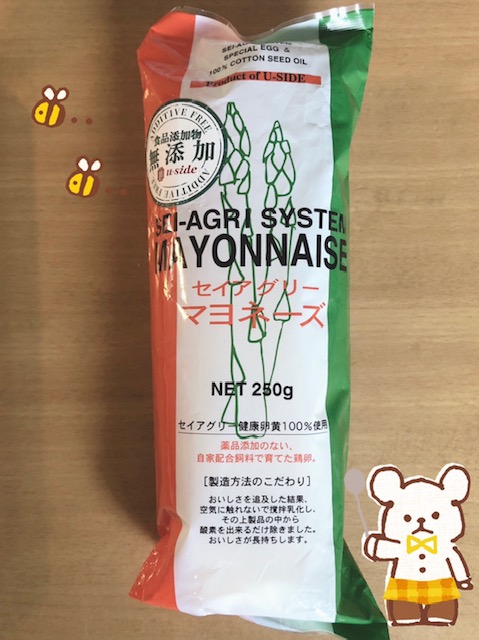 SPECIAL EGG &
100% COTTON SEED OIL
Product of U-SIDE
ADDITIVE FREE
食品添加物
無添加
u-side
ADDITIVE FREE
SEI-AGRI SYSTEM
MAYONNAISE
セイアグリー
マヨネーズ
NET 250g
セイアグリー健康卵黄100%使用
薬品添加のない、
自家配合飼料で育てた鶏卵。
[製造方法のこだわり]
おいしさを追及した結果、
空気に触れないで撹拌乳化し、
その上製品の中から
酸素を出来るだけ除きました。
おいしさが長持ちします。